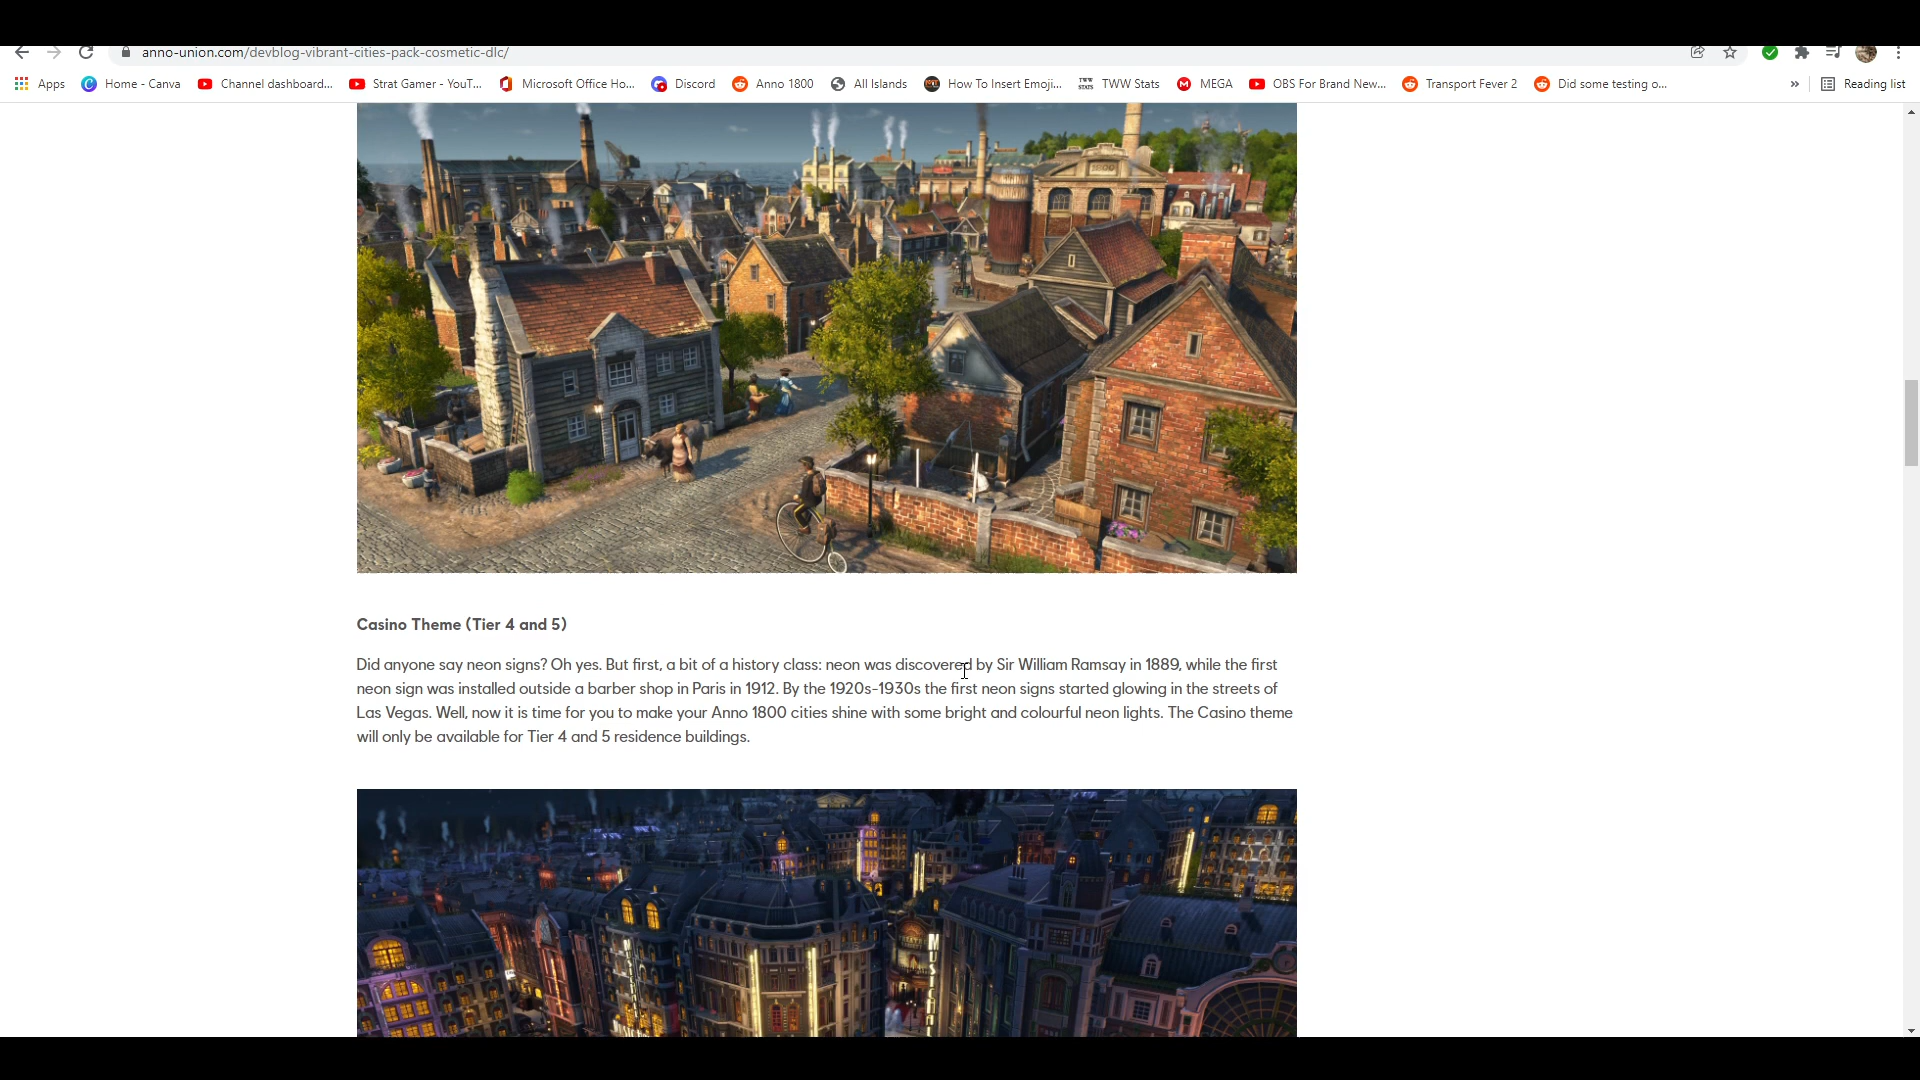 anno-union.com/devblog-vibrant-cities-pack-cosmetic-dlc/
Apps Home - Canva Channel dashboard... Strat Gamer - YouT... Microsoft Office Ho... Discord Anno 1800 All Islands How To Insert Emoji... TWW Stats MEGA OBS For Brand New... Transport Fever 2 Did some testing o... » Reading list
1800
Casino Theme (Tier 4 and 5)
Did anyone say neon signs? Oh yes. But first, a bit of a history class: neon was discovered by Sir William Ramsay in 1889, while the first
neon sign was installed outside a barber shop in Paris in 1912. By the 1920s-1930s the first neon signs started glowing in the streets of
Las Vegas. Well, now it is time for you to make your Anno 1800 cities shine with some bright and colourful neon lights. The Casino theme
will only be available for Tier 4 and 5 residence buildings.
MUSICAL